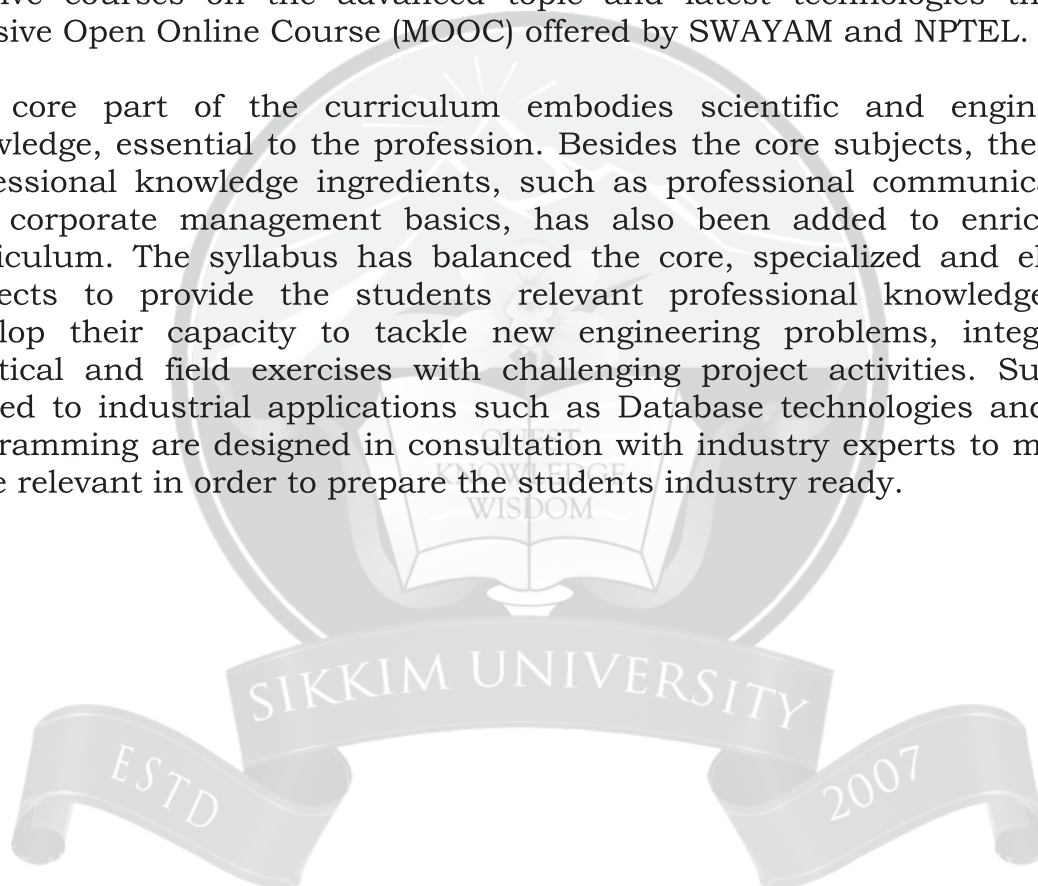 ive courses on the advanced topic and latest technologies th
sive Open Online Course (MOOC) offered by SWAYAM and NPTEL.
core part of the curriculum embodies scientific and engin
wledge, essential to the profession. Besides the core subjects, the
essional knowledge ingredients, such as professional communic
corporate management basics, has also been added to enric
iculum. The syllabus has balanced the core, specialized and el
ects to provide the students relevant professional knowledge
lop their capacity to tackle new engineering problems, integ
tical and field exercises with challenging project activities. Su
ed to industrial applications such as Database technologies and
ramming are designed in consultation with industry experts to m
e relevant in order to prepare the students industry ready.
QUEST
KNOWLEDGE
WISDOM
SIKKIM UNIVERSITY
ESTD
2007